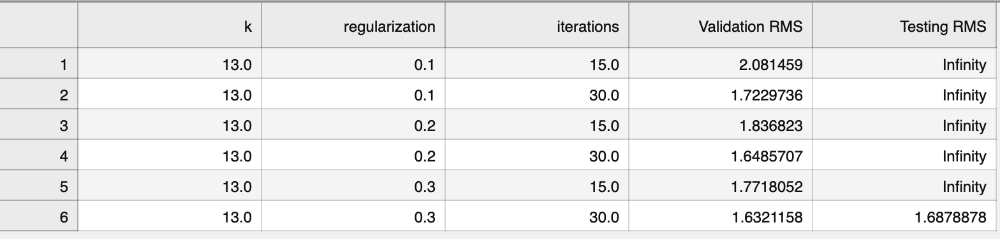 k regularization iterations Validation RMS Testing RMS
1 13.0 0.1 15.0 2.081459 Infinity
2 13.0 0.1 30.0 1.7229736 Infinity
3 13.0 0.2 15.0 1.836823 Infinity
4 13.0 0.2 30.0 1.6485707 Infinity
5 13.0 0.3 15.0 1.7718052 Infinity
6 13.0 0.3 30.0 1.6321158 1.6878878